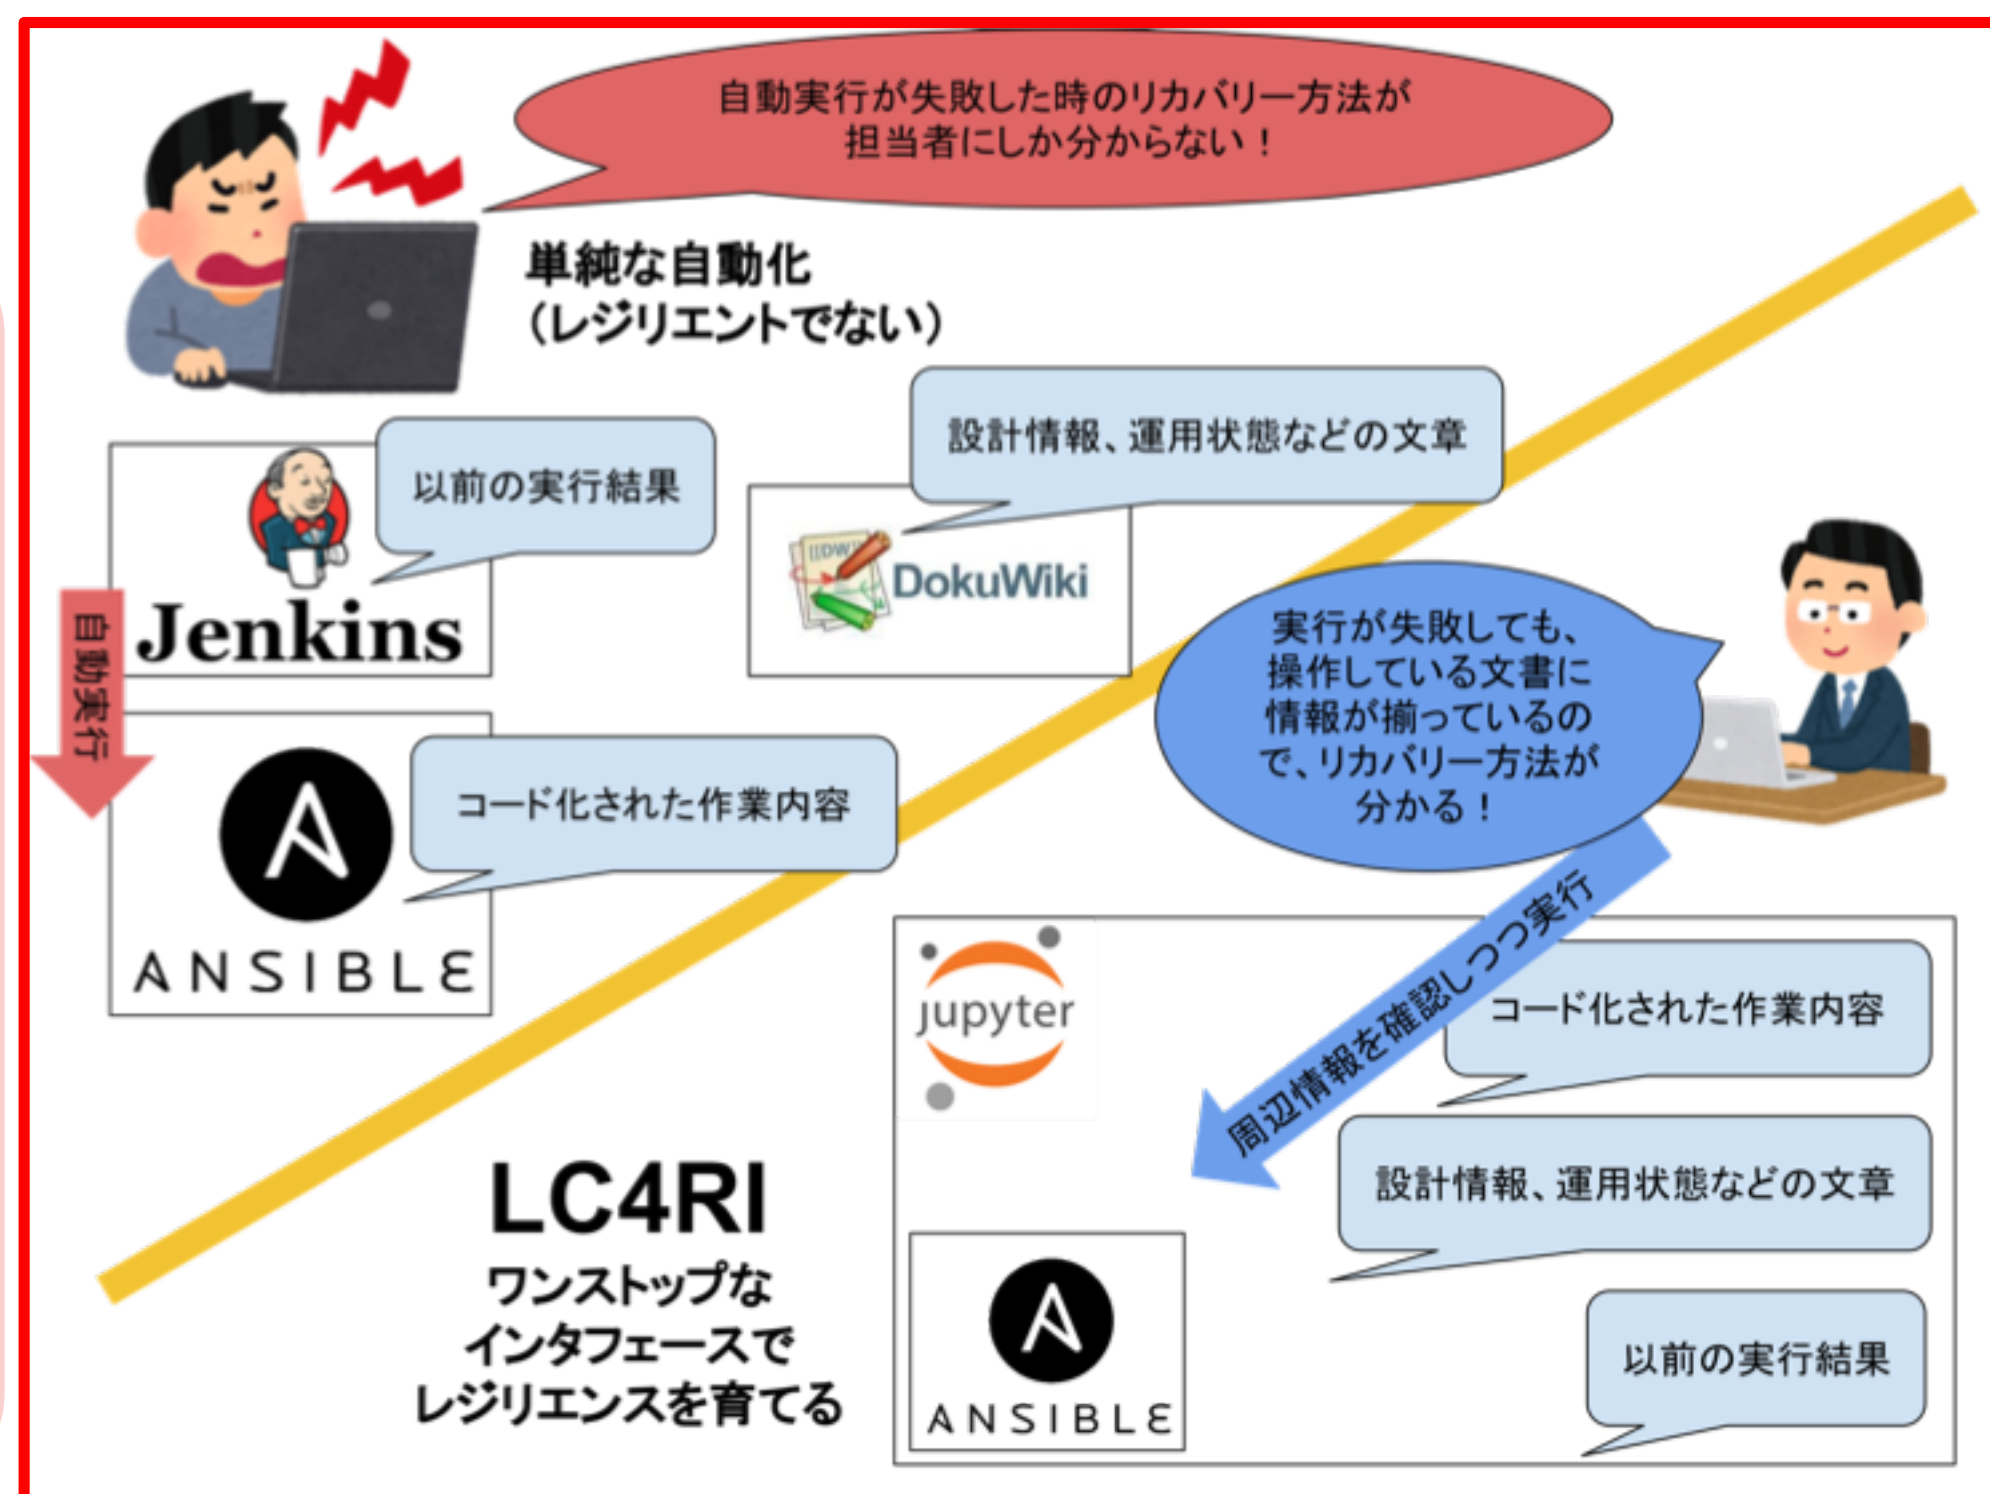 自動実行が失敗した時のリカバリー方法が
担当者にしか分からない！
単純な自動化
（レジリエントでない）
設計情報、運用状態などの文章
以前の実行結果
Jenkins
[[DW]]
DokuWiki
自動実行
コード化された作業内容
ANSIBLE
実行が失敗しても、
操作している文書に
情報が揃っているの
で、リカバリー方法が
分かる！
周辺情報を確認しつつ実行
jupyter
コード化された作業内容
設計情報、運用状態などの文章
以前の実行結果
ANSIBLE
LC4RI
ワンストップな
インタフェースで
レジリエンスを育てる